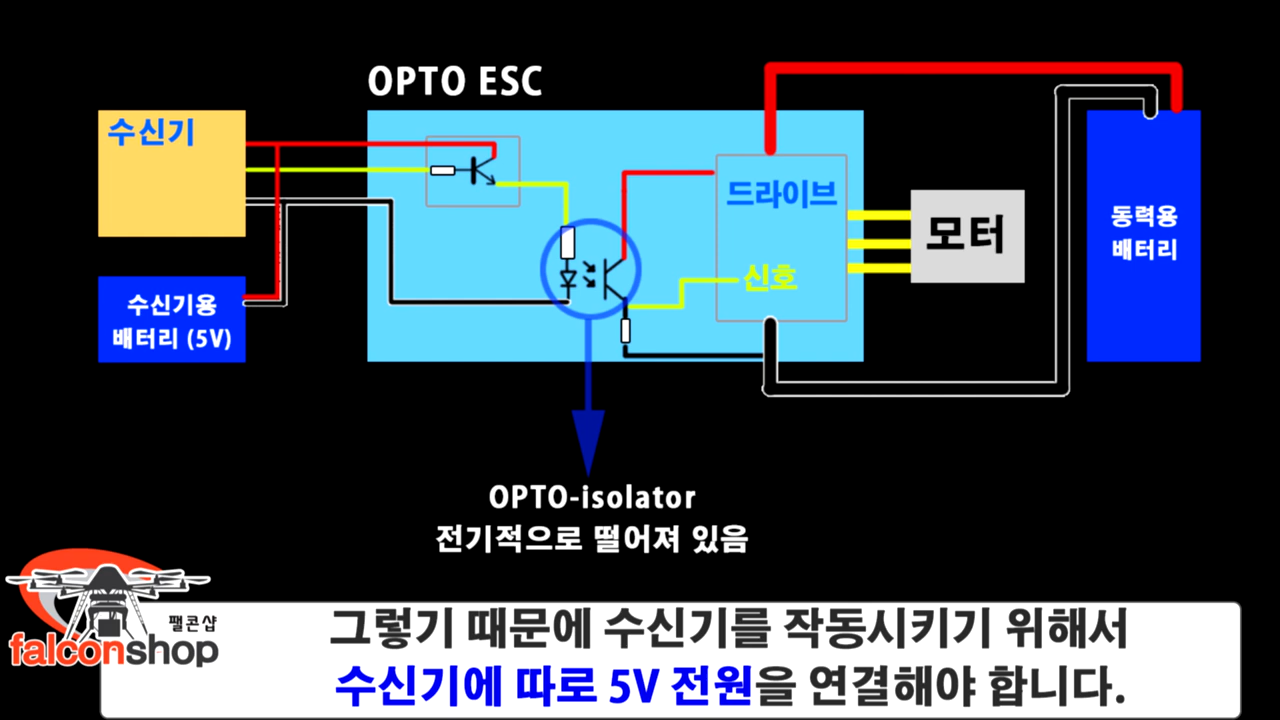 OPTO ESC
수신기
드라이브
모터
동력용
배터리
신호
수신기용
배터리 (5V)
OPTO-isolator
전기적으로 떨어져 있음
팰콘샵
falconshop
그렇기 때문에 수신기를 작동시키기 위해서
수신기에 따로 5V 전원을 연결해야 합니다.